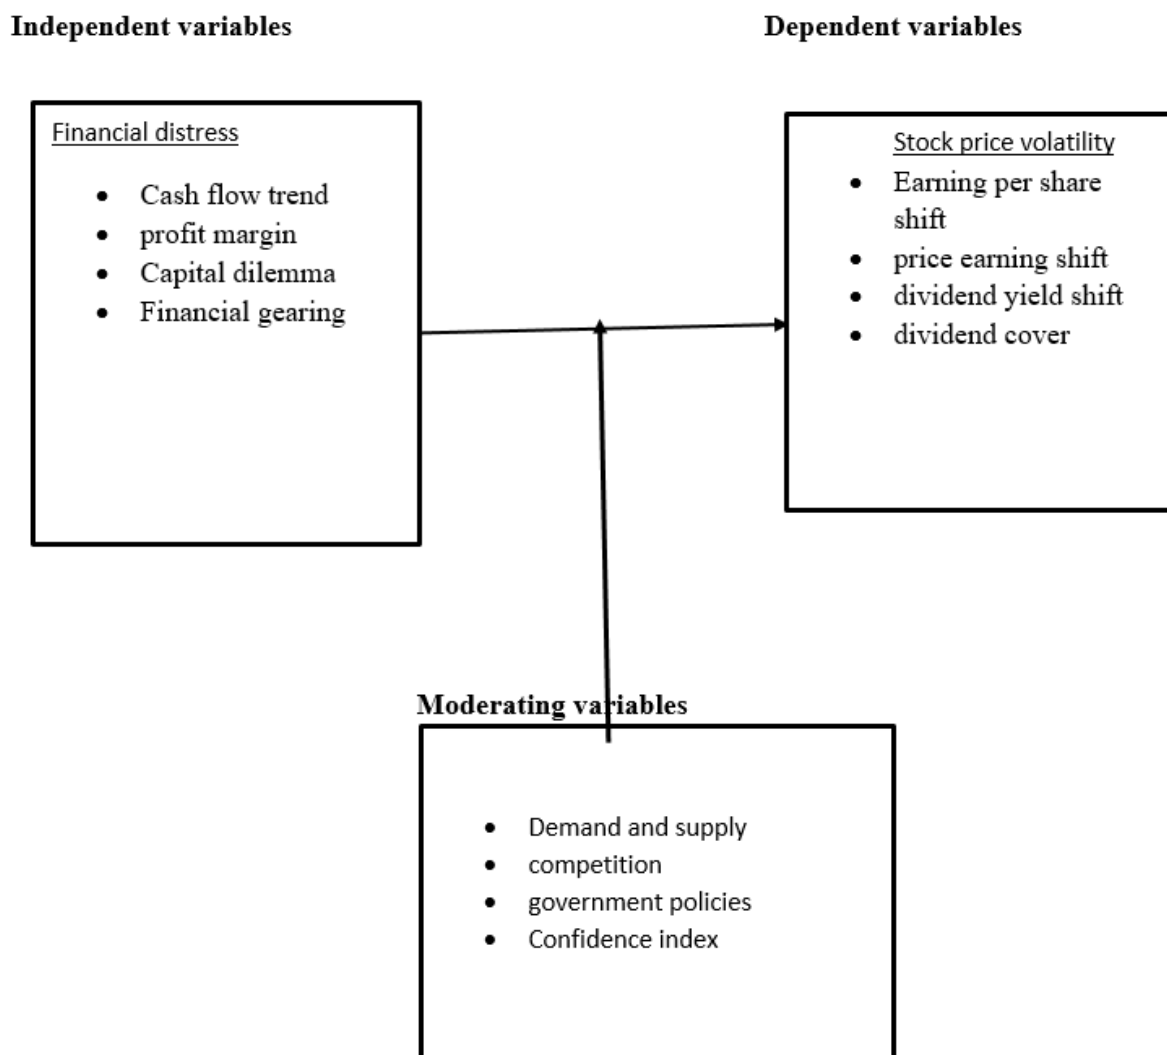 Independent variables
Dependent variables
Financial distress
• Cash flow trend
• profit margin
• Capital dilemma
• Financial gearing
Stock price volatility
• Earning per share
shift
• price earning shift
• dividend yield shift
• dividend cover
Moderating variables
• Demand and supply
• competition
• government policies
• Confidence index